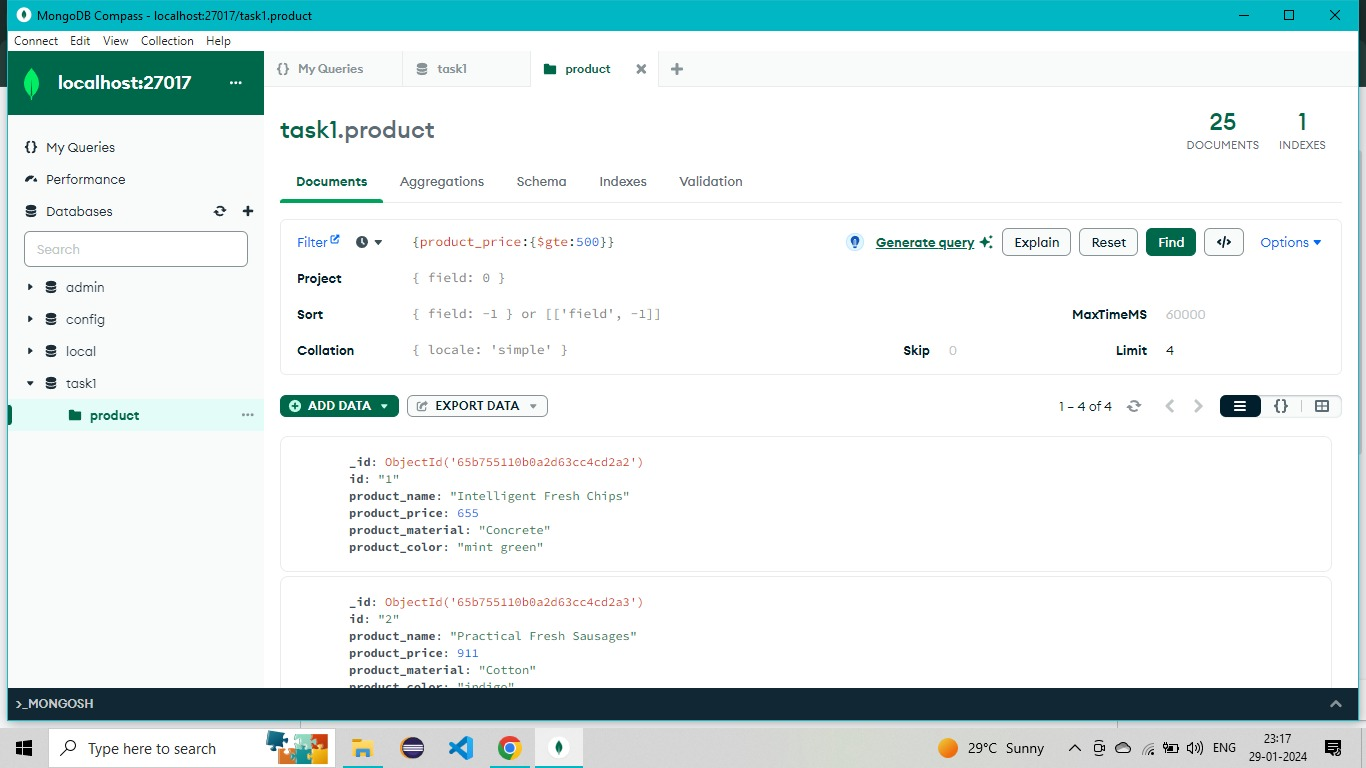 MongoDB Compass - localhost:27017/task1.product
Connect Edit View Collection Help
localhost:27017 ...
{} My Queries
task1
product
My Queries
Performance
Databases
Search
admin
config
local
task1
product ...
task1.product
25
DOCUMENTS
1
INDEXES
Documents Aggregations Schema Indexes Validation
Filter {product_price:{$gte:500}} Generate query Explain Reset Find </> Options
Project { field: 0 }
Sort { field: -1 } or [['field', -1]] MaxTimeMS 60000
Collation { locale: 'simple' } Skip 0 Limit 4
ADD DATA EXPORT DATA 1 – 4 of 4 {}
_id: ObjectId('65b755110b0a2d63cc4cd2a2')
id: "1"
product_name: "Intelligent Fresh Chips"
product_price: 655
product_material: "Concrete"
product_color: "mint green"
_id: ObjectId('65b755110b0a2d63cc4cd2a3')
id: "2"
product_name: "Practical Fresh Sausages"
product_price: 911
product_material: "Cotton"
product_color: "indigo"
>_MONGOSH
Type here to search
29°C Sunny
ENG
23:17
29-01-2024